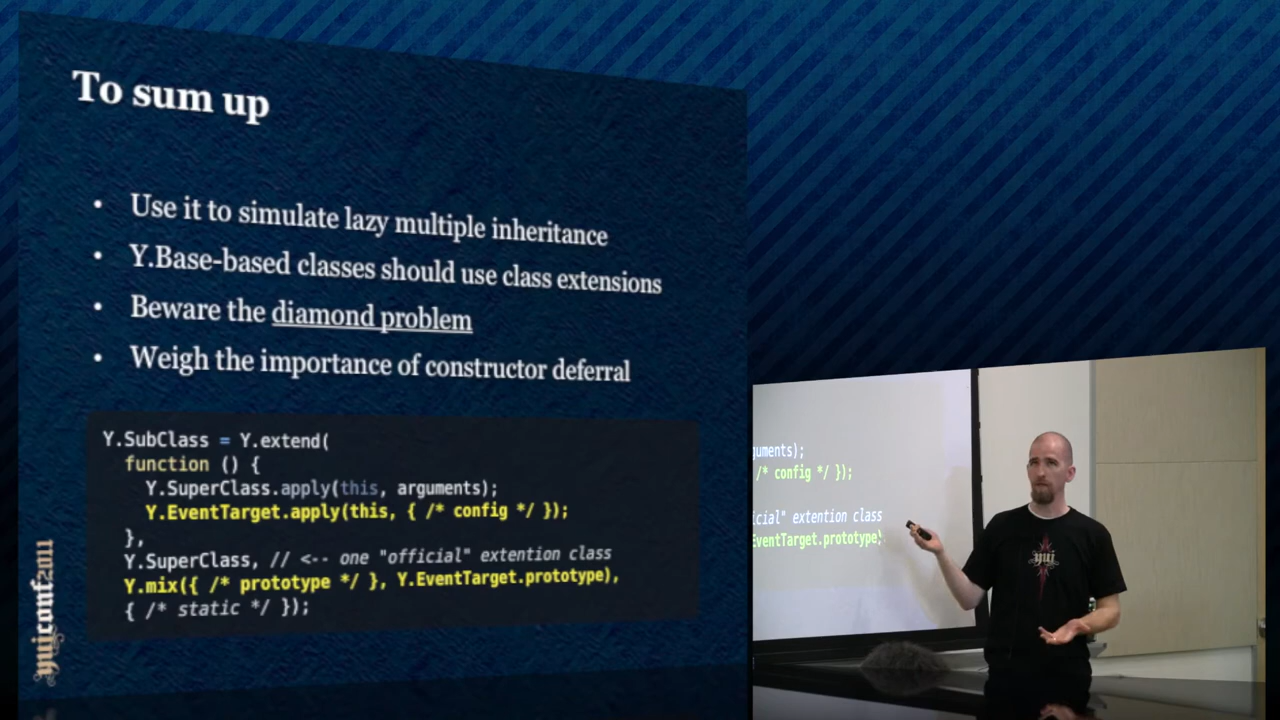 To sum up
• Use it to simulate lazy multiple inheritance
• Y.Base-based classes should use class extensions
• Beware the diamond problem
• Weigh the importance of constructor deferral
Y.SubClass = Y.extend(
function () {
Y.SuperClass.apply(this, arguments);
Y.EventTarget.apply(this, { /* config */ });
},
Y.SuperClass, // <-- one "official" extention class
Y.mix({ /* prototype */ }, Y.EventTarget.prototype),
{ /* static */ });
yuiconf2011
guments);
/* config */ });
icial" extention class
EventTarget.prototype)
yui